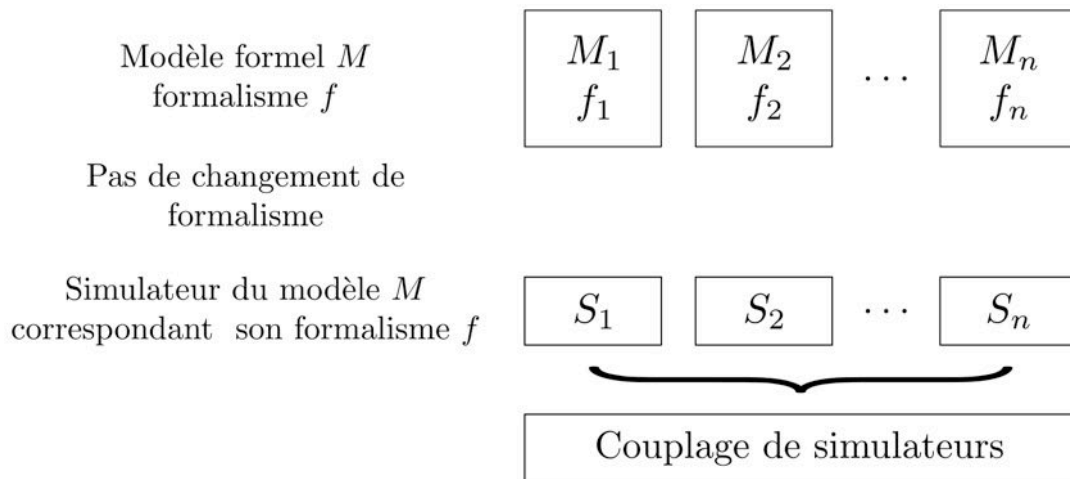 Modèle formel M
formalisme f
M₁ M₂ ··· Mₙ
f₁ f₂ fₙ
Pas de changement de
formalisme
Simulateur du modèle M
correspondant son formalisme f
S₁ S₂ ··· Sₙ
Couplage de simulateurs